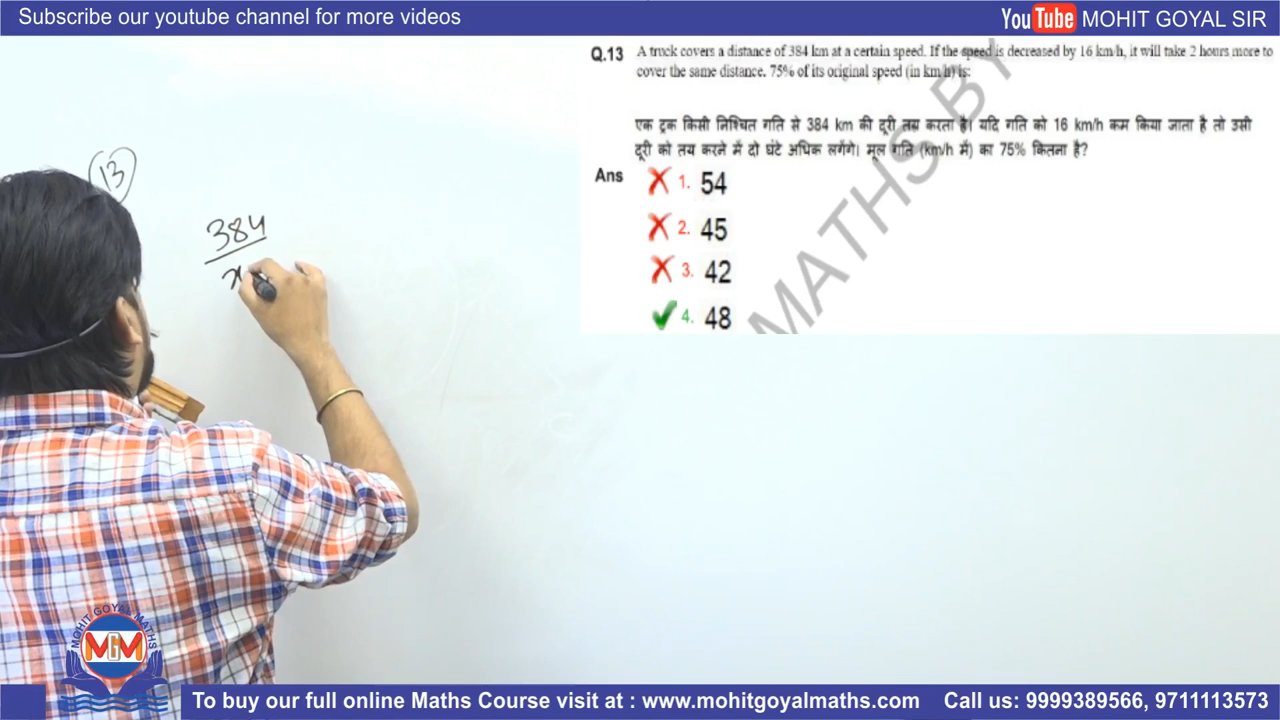 Subscribe our youtube channel for more videos
YouTube MOHIT GOYAL SIR
Q.13 A truck covers a distance of 384 km at a certain speed. If the speed is decreased by 16 km/h, it will take 2 hours more to
cover the same distance. 75% of its original speed (in km/h) is:
एक ट्रक किसी निश्चित गति से 384 km की दूरी तय करता है। यदि गति को 16 km/h कम किया जाता है तो उसी
दूरी को तय करने में दो घंटे अधिक लगेंगे। मूल गति (km/h में) का 75% कितना है?
Ans
1. 54
2. 45
3. 42
4. 48
13
384
x
MATHS BY
MOHIT GOYAL MATHS
MGM
To buy our full online Maths Course visit at : www.mohitgoyalmaths.com Call us: 9999389566, 9711113573